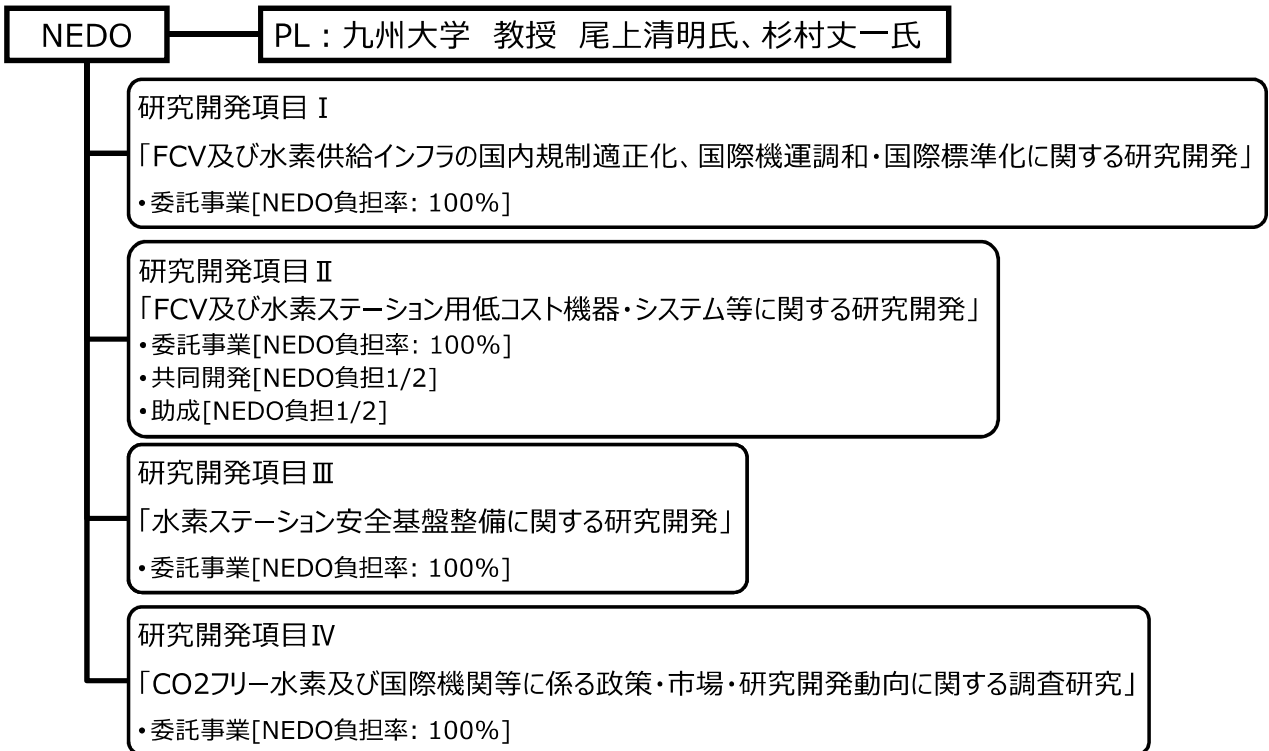 NEDO
PL：九州大学　教授　尾上清明氏、杉村丈一氏
研究開発項目Ⅰ
「FCV及び水素供給インフラの国内規制適正化、国際機運調和・国際標準化に関する研究開発」
・委託事業[NEDO負担率: 100%]
研究開発項目Ⅱ
「FCV及び水素ステーション用低コスト機器・システム等に関する研究開発」
・委託事業[NEDO負担率: 100%]
・共同開発[NEDO負担1/2]
・助成[NEDO負担1/2]
研究開発項目Ⅲ
「水素ステーション安全基盤整備に関する研究開発」
・委託事業[NEDO負担率: 100%]
研究開発項目Ⅳ
「CO2フリー水素及び国際機関等に係る政策・市場・研究開発動向に関する調査研究」
・委託事業[NEDO負担率: 100%]